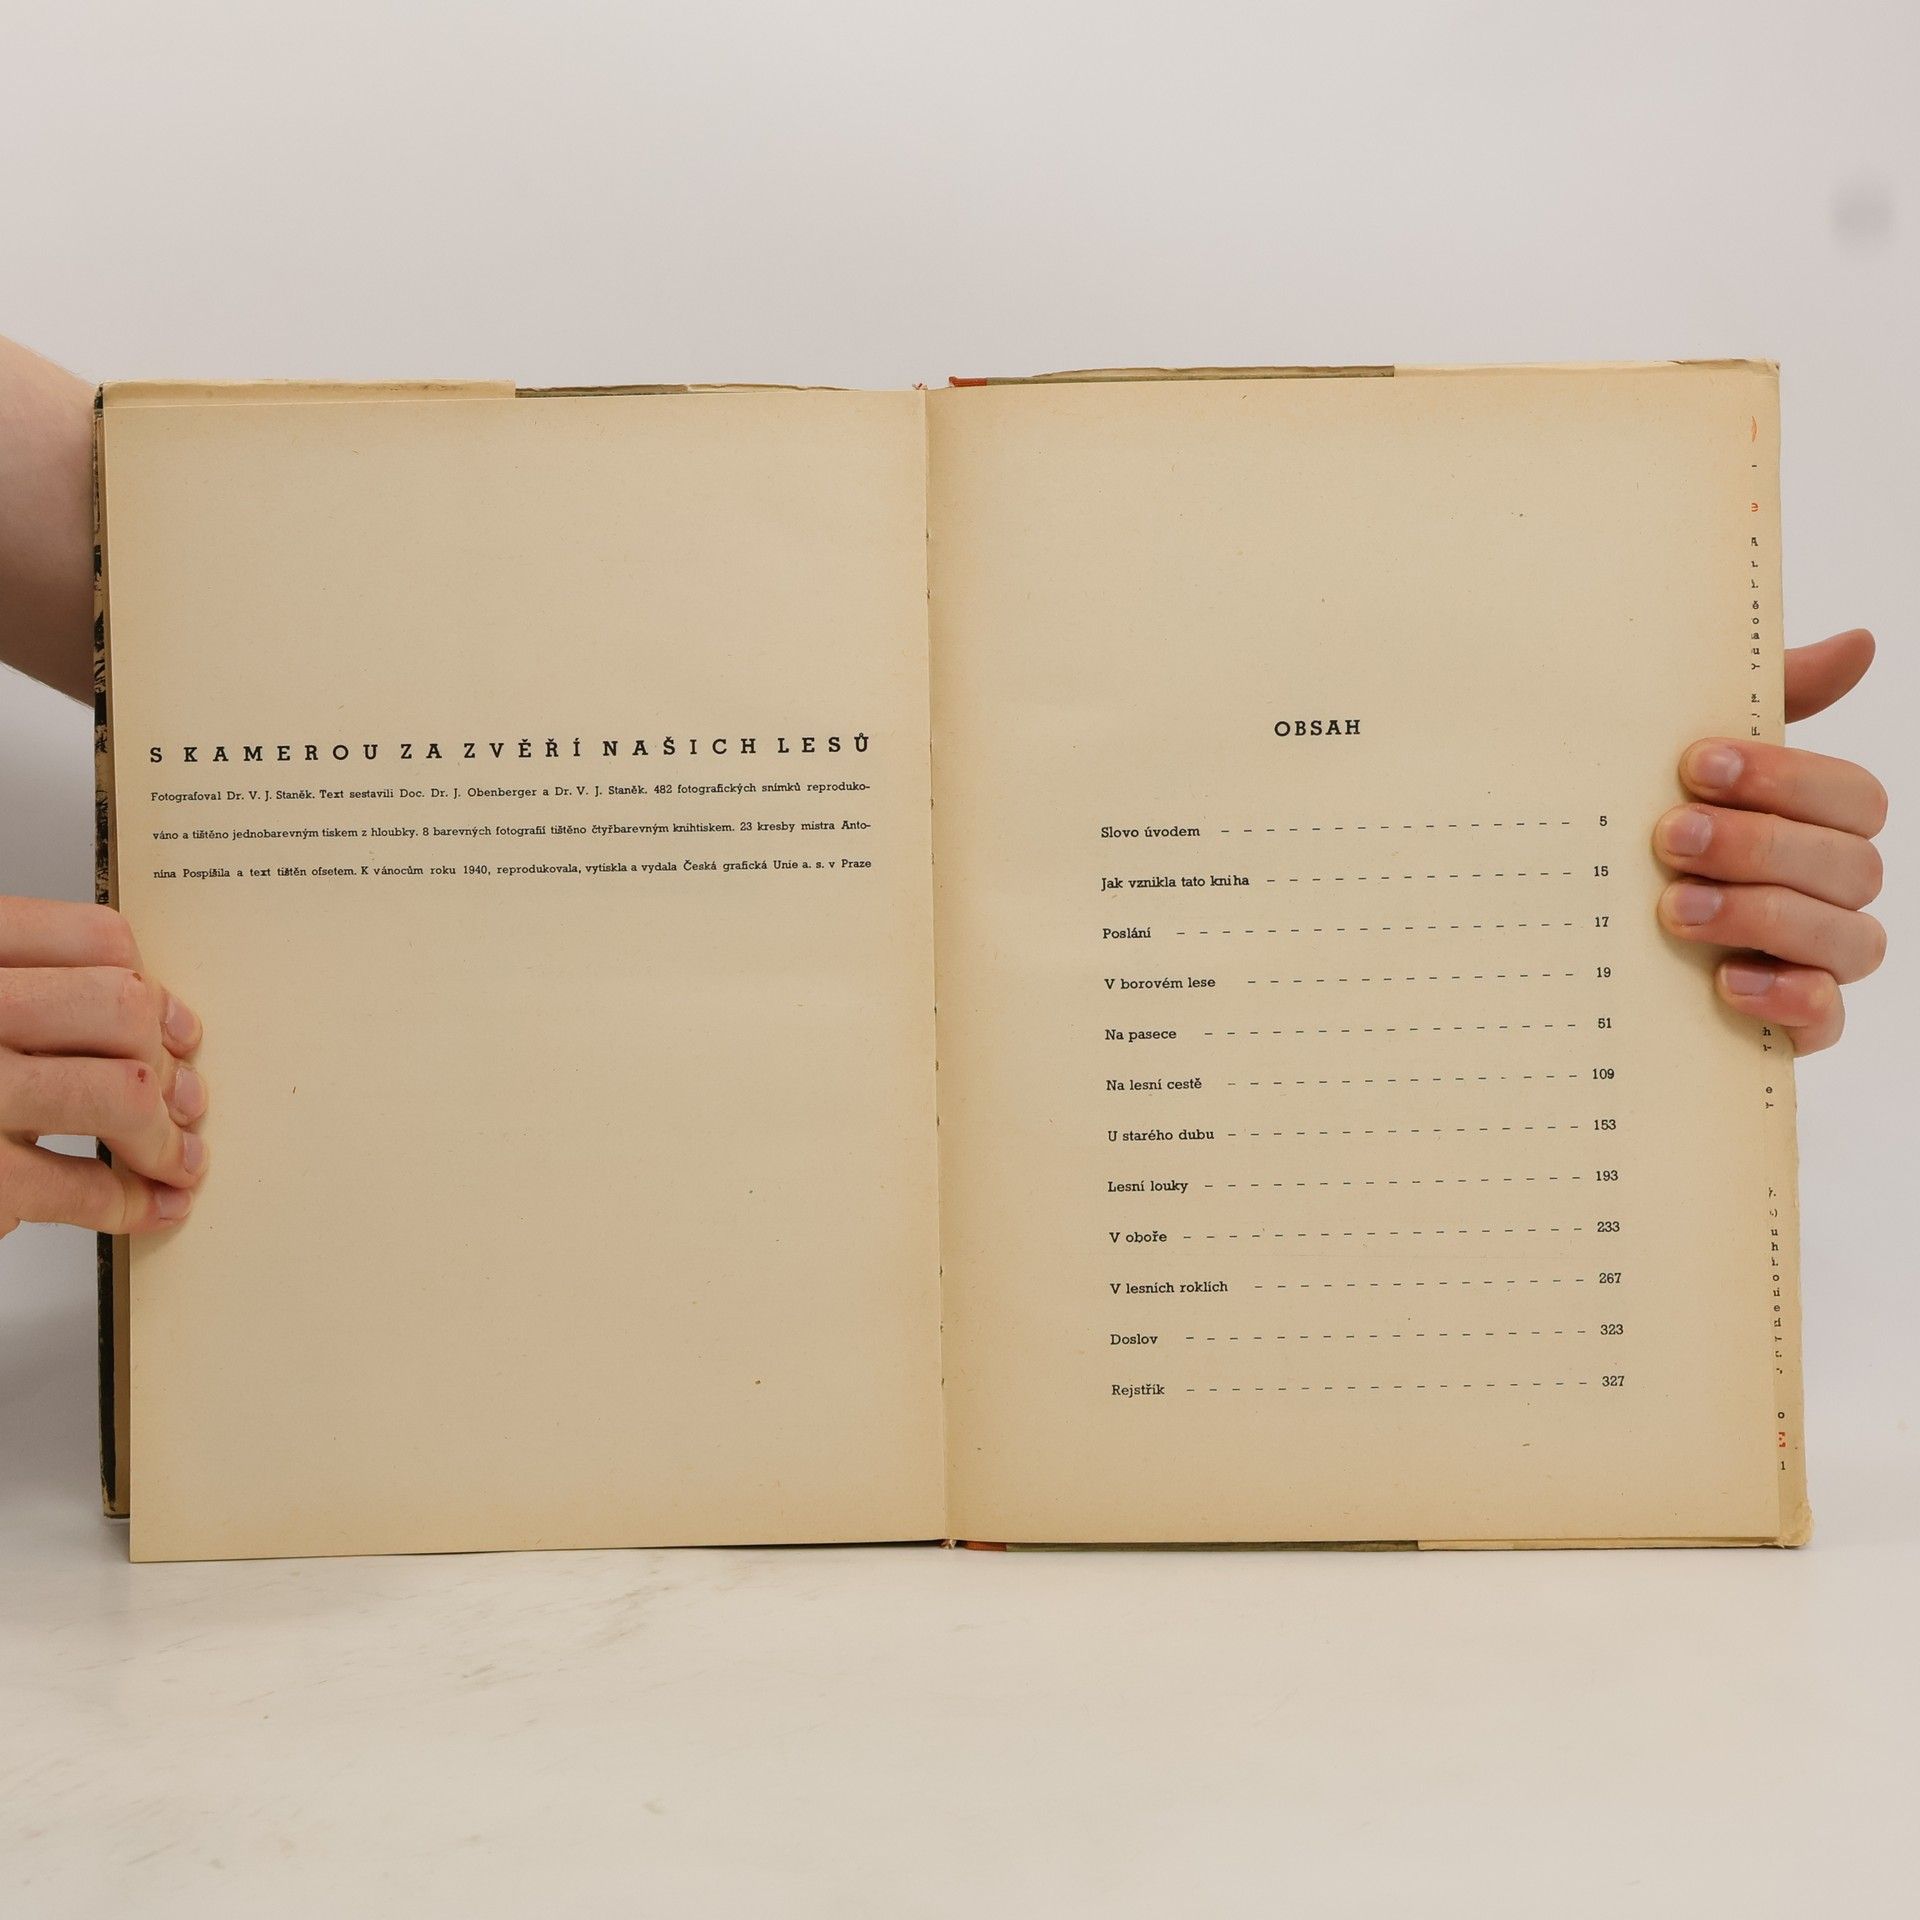 S KAMEROU ZA ZVĚŘÍ NAŠICH LESŮ
Fotografoval Dr. V. J. Staněk. Text sestavili Doc. Dr. J. Obenberger a Dr. V. J. Staněk. 482 fotografických snímků reproduko-
váno a tištěno jednobarevným tiskem z hloubky. 8 barevných fotografií tištěno čtyřbarevným knihtiskem. 23 kresby mistra Anto-
nína Pospíšila a text tištěn ofsetem. K vánocům roku 1940, reprodukovala, vytiskla a vydala Česká grafická Unie a. s. v Praze
OBSAH
Slovo úvodem – – – – – – – – – – – – – – – – 5
Jak vznikla tato kniha – – – – – – – – – – – – – – 15
Poslání – – – – – – – – – – – – – – – – – – 17
V borovém lese – – – – – – – – – – – – – – – 19
Na pasece – – – – – – – – – – – – – – – – – 51
Na lesní cestě – – – – – – – – – – – – – – – – 109
U starého dubu – – – – – – – – – – – – – – – – 153
Lesní louky – – – – – – – – – – – – – – – – – 193
V oboře – – – – – – – – – – – – – – – – – – 233
V lesních roklích – – – – – – – – – – – – – – – 267
Doslov – – – – – – – – – – – – – – – – – – 323
Rejstřík – – – – – – – – – – – – – – – – – – 327